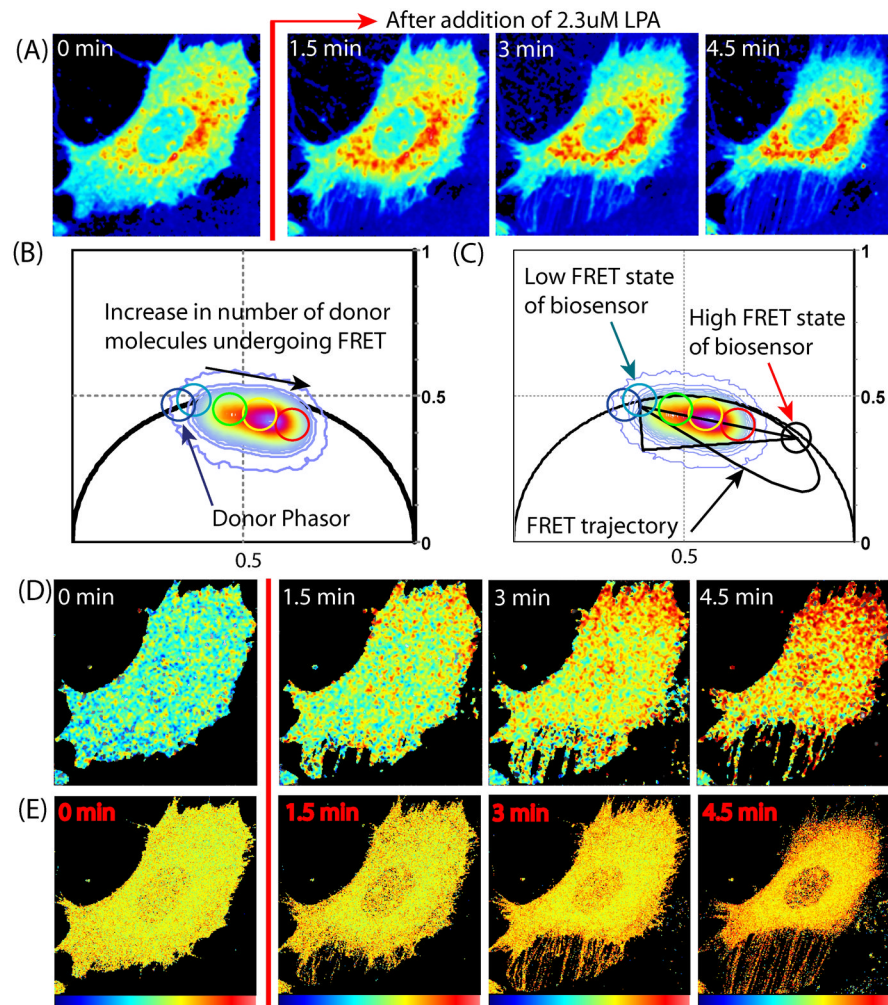 After addition of 2.3uM LPA
(A)
0 min
1.5 min
3 min
4.5 min
(B)
1
Increase in number of donor
molecules undergoing FRET
0.5
Donor Phasor
0
0.5
(C)
1
Low FRET state
of biosensor
High FRET state
of biosensor
0.5
FRET trajectory
0
0.5
(D)
0 min
1.5 min
3 min
4.5 min
(E)
0 min
1.5 min
3 min
4.5 min